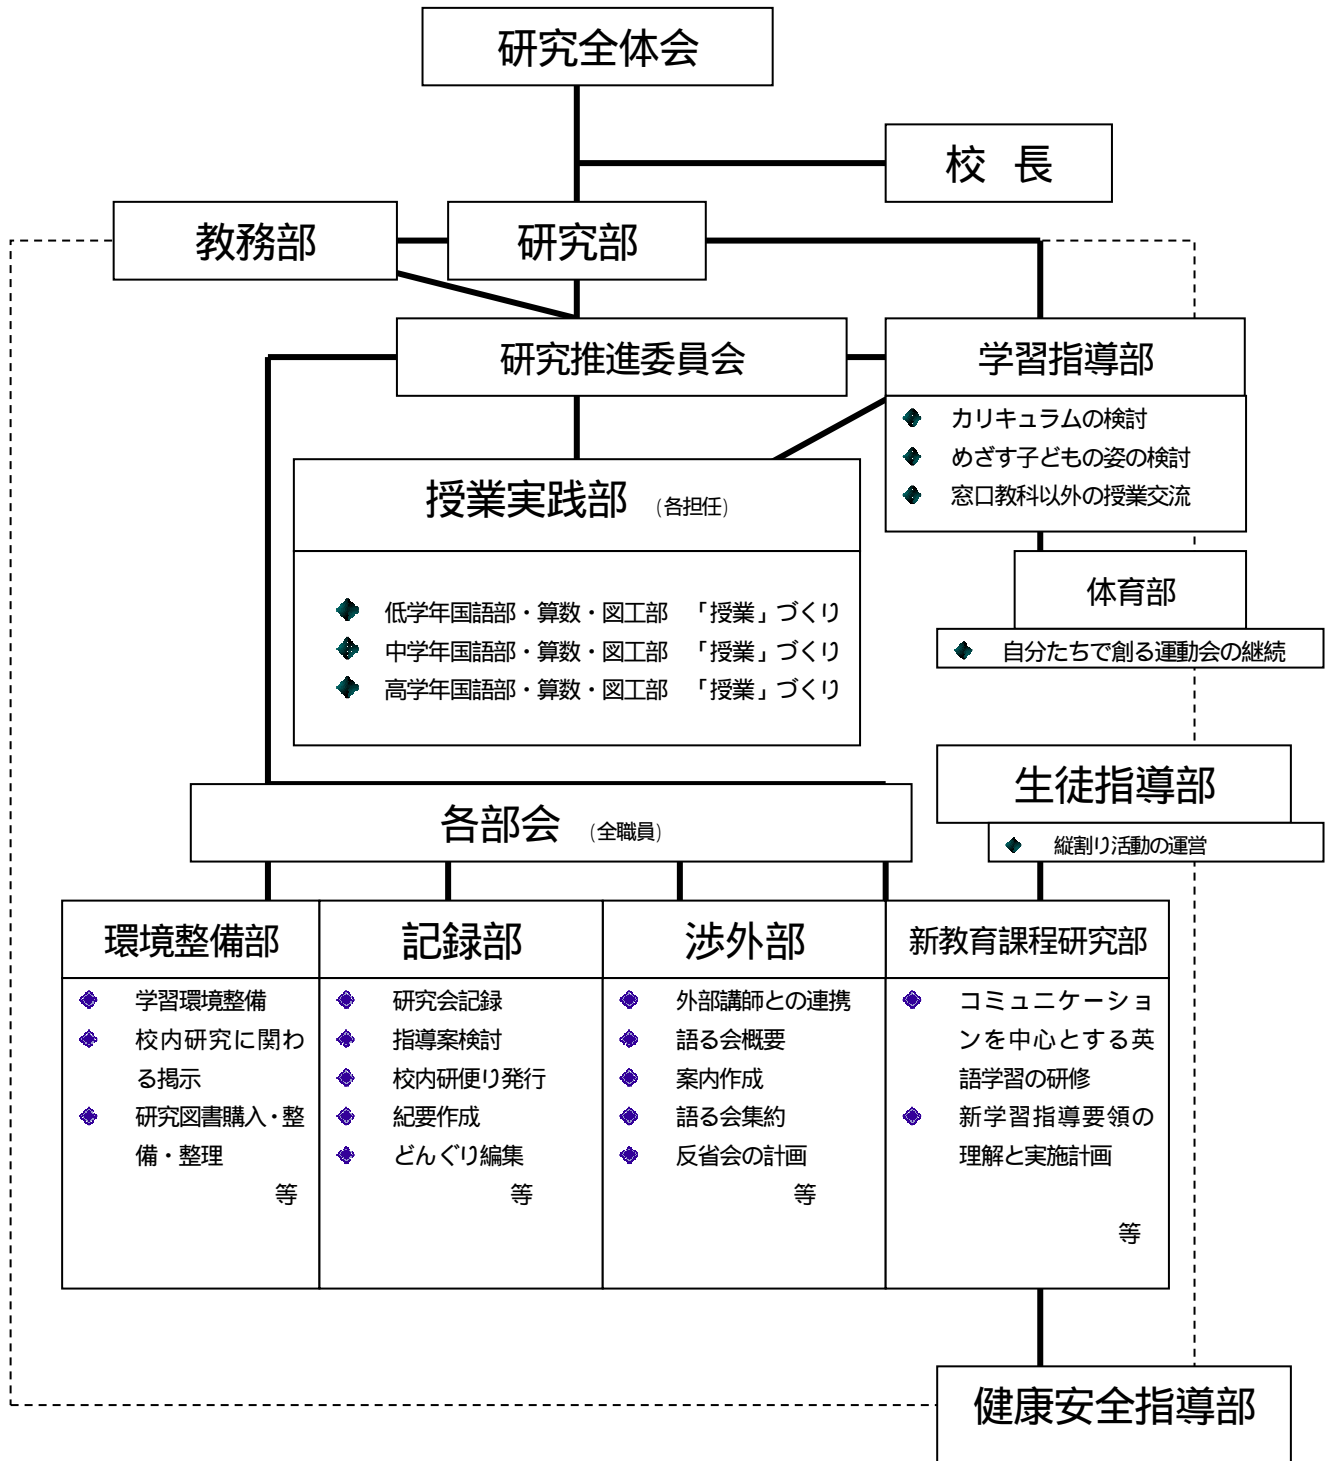 研究全体会
校 長
教務部
研究部
研究推進委員会
学習指導部
カリキュラムの検討
めざす子どもの姿の検討
窓口教科以外の授業交流
授業実践部 (各担任)
低学年国語部・算数・図工部 「授業」づくり
中学年国語部・算数・図工部 「授業」づくり
高学年国語部・算数・図工部 「授業」づくり
体育部
自分たちで創る運動会の継続
生徒指導部
縦割り活動の運営
各部会 (全職員)
環境整備部
学習環境整備
校内研究に関わ
る掲示
研究図書購入・整
備・整理
等
記録部
研究会記録
指導案検討
校内研便り発行
紀要作成
どんぐり編集
等
渉外部
外部講師との連携
語る会概要
案内作成
語る会集約
反省会の計画
等
新教育課程研究部
コミュニケーショ
ンを中心とする英
語学習の研修
新学習指導要領の
理解と実施計画
等
健康安全指導部